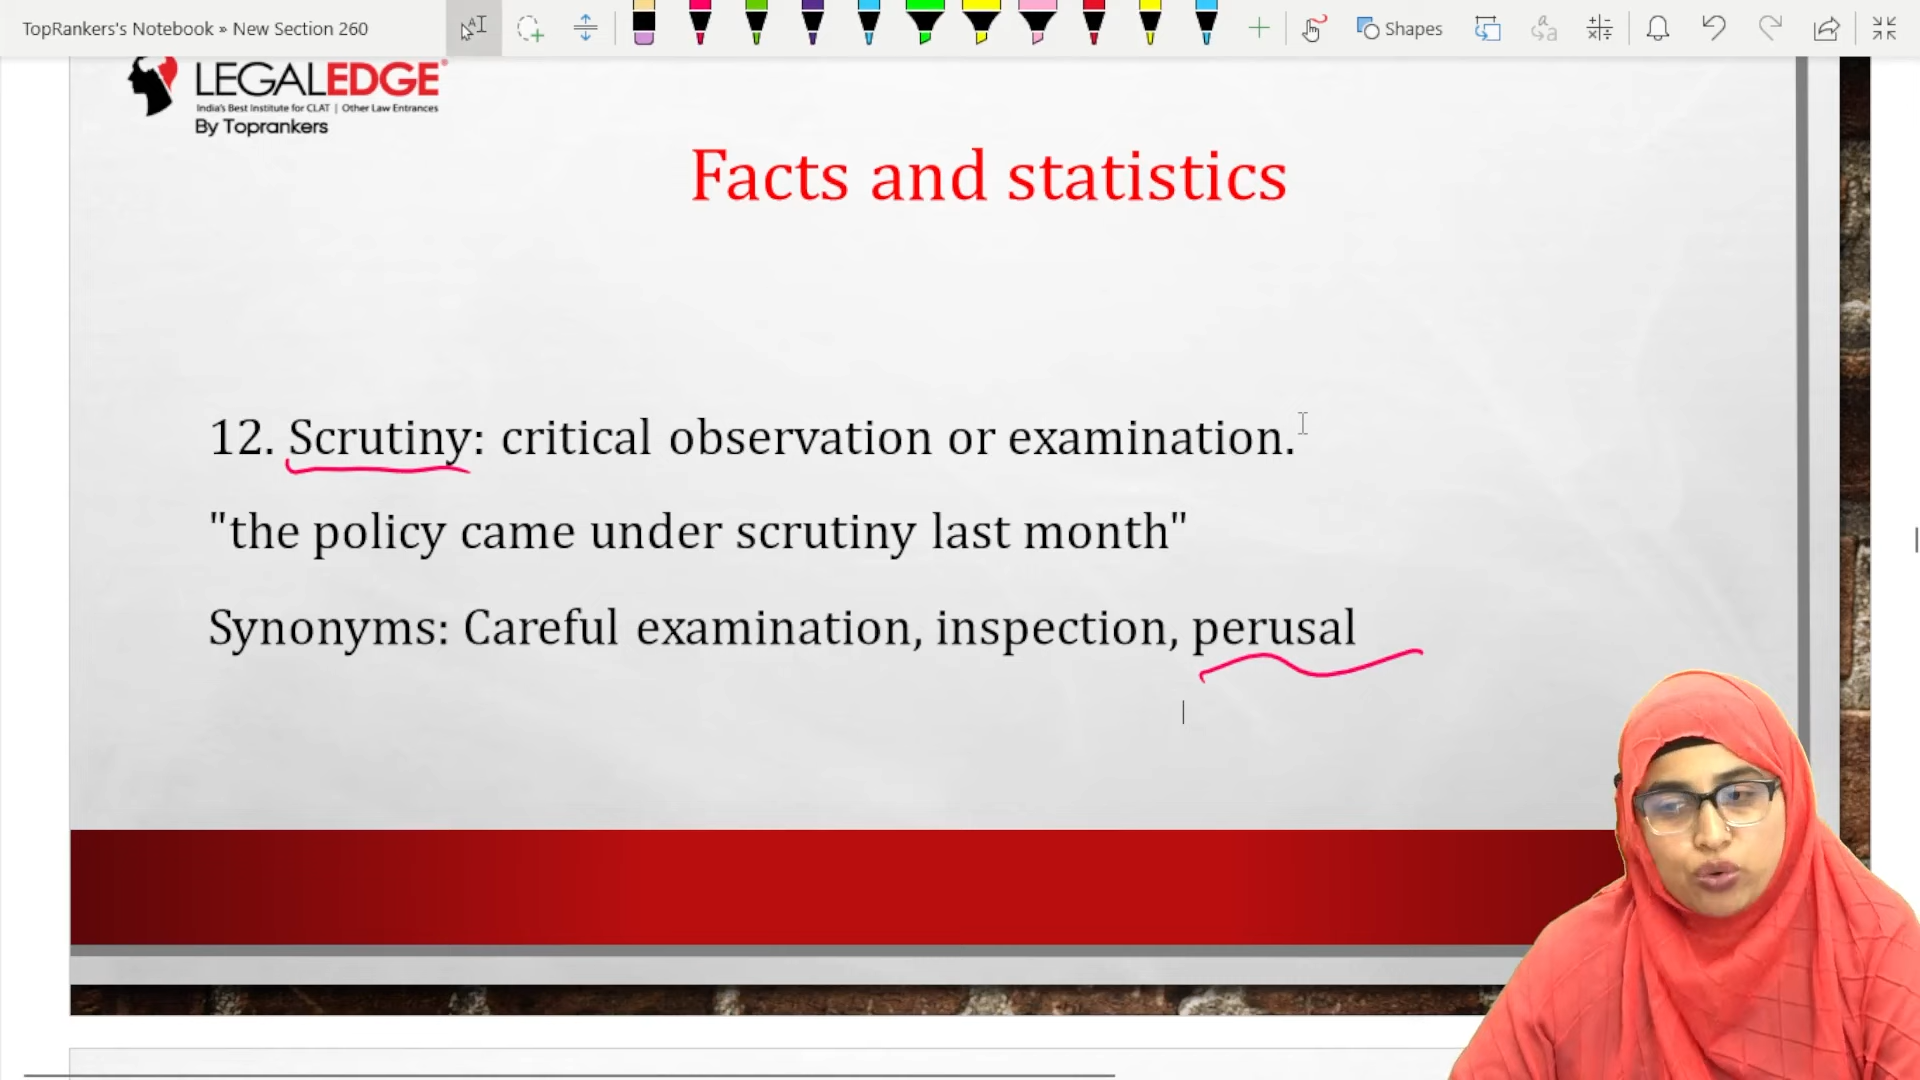 TopRankers's Notebook » New Section 260
Shapes
LEGALEDGE
India's Best Institute for CLAT | Other Law Entrances
By Toprankers
Facts and statistics
12. Scrutiny: critical observation or examination.
"the policy came under scrutiny last month"
Synonyms: Careful examination, inspection, perusal